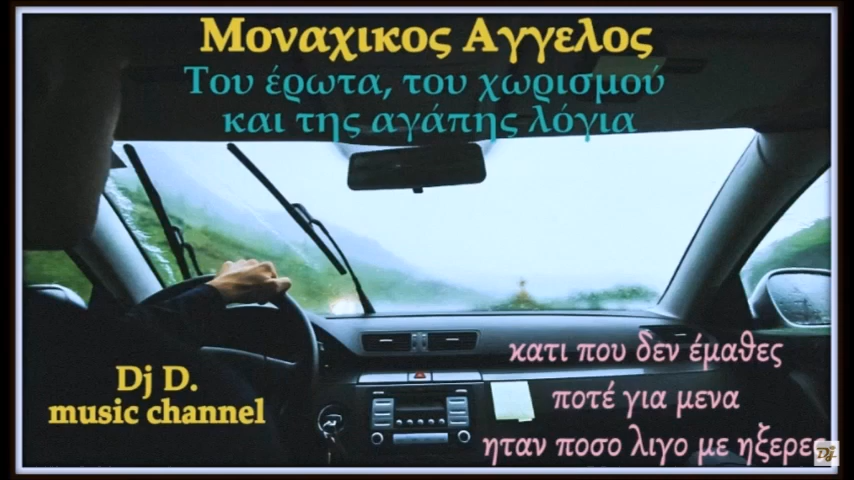 Μοναχικος Αγγελος
Του έρωτα, του χωρισμού
και της αγάπης λόγια
κατι που δεν έμαθες
ποτέ για μενα
ηταν ποσο λιγο με ηξερες
Dj D.
music channel
Dj